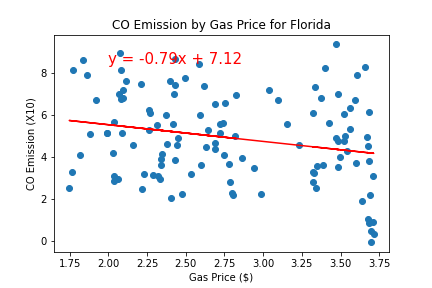 CO Emission by Gas Price for Florida
y = -0.79x + 7.12
CO Emission (X10)
8
6
4
2
0
1.75 2.00 2.25 2.50 2.75 3.00 3.25 3.50 3.75
Gas Price ($)